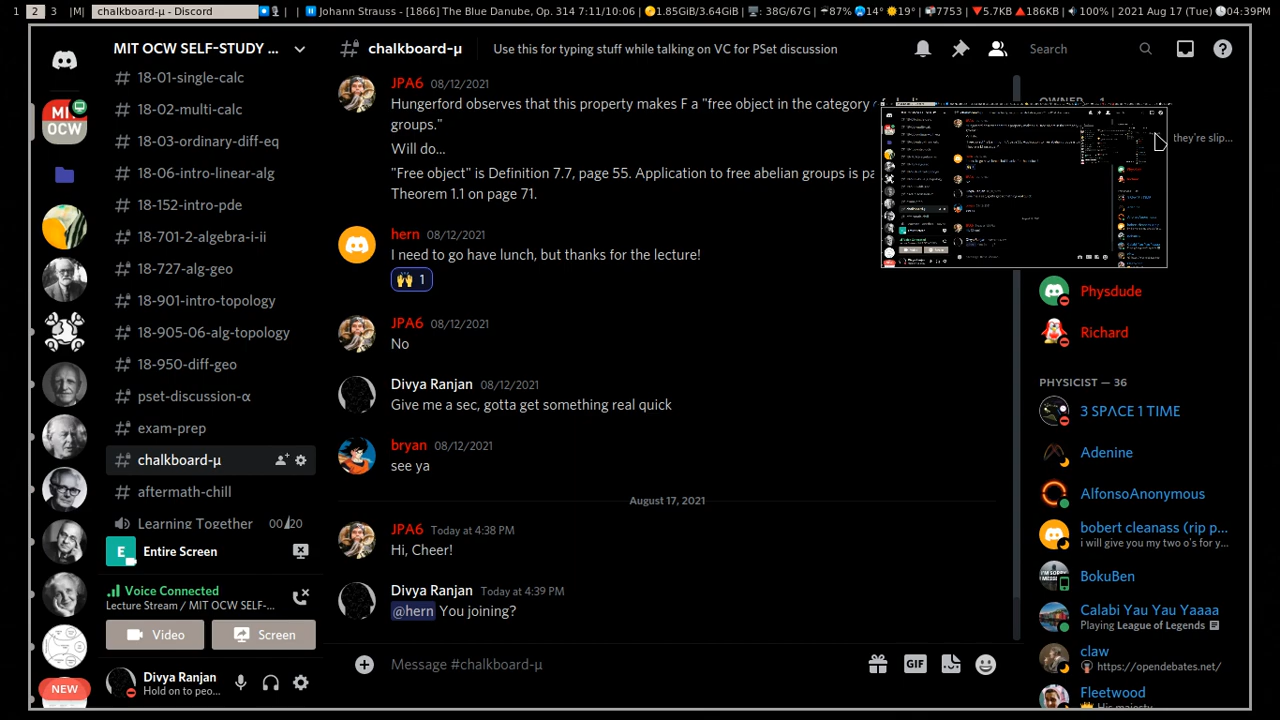 1 2 3 |M| chalkboard-μ - Discord | | Johann Strauss - [1866] The Blue Danube, Op. 314 7:11/10:06 | 1.85GiB/3.64GiB | : 38G/67G | 87% 14° 19° | 7753 | 5.7KB 186KB | 100% | 2021 Aug 17 (Tue) 04:39PM
MIT OCW SELF-STUDY ...
18-01-single-calc
18-02-multi-calc
18-03-ordinary-diff-eq
18-06-intro-linear-alg
18-152-intro-pde
18-701-2-algebra-i-ii
18-727-alg-geo
18-901-intro-topology
18-905-06-alg-topology
18-950-diff-geo
pset-discussion-α
exam-prep
chalkboard-μ
aftermath-chill
Learning Together 00/20
E Entire Screen
Voice Connected
Lecture Stream / MIT OCW SELF-...
Video Screen
Divya Ranjan
Hold on to peo...
MIT OCW
NEW
# chalkboard-μ Use this for typing stuff while talking on VC for PSet discussion
Search
JPA6 08/12/2021
Hungerford observes that this property makes F a "free object in the category
groups."
Will do...
"Free object" is Definition 7.7, page 55. Application to free abelian groups is pa
Theorem 1.1 on page 71.
hern 08/12/2021
I need to go have lunch, but thanks for the lecture!
1
JPA6 08/12/2021
No
Divya Ranjan 08/12/2021
Give me a sec, gotta get something real quick
bryan 08/12/2021
see ya
August 17, 2021
JPA6 Today at 4:38 PM
Hi, Cheer!
Divya Ranjan Today at 4:39 PM
@hern You joining?
Message #chalkboard-μ
GIF
they're slip...
Physdude
Richard
PHYSICIST — 36
3 SPΛCE 1 TIME
Adenine
AlfonsoAnonymous
bobert cleanass (rip p...
i will give you my two o's for y...
BokuBen
Calabi Yau Yau Yaaaa
Playing League of Legends
claw
https://opendebates.net/
Fleetwood
His majesty